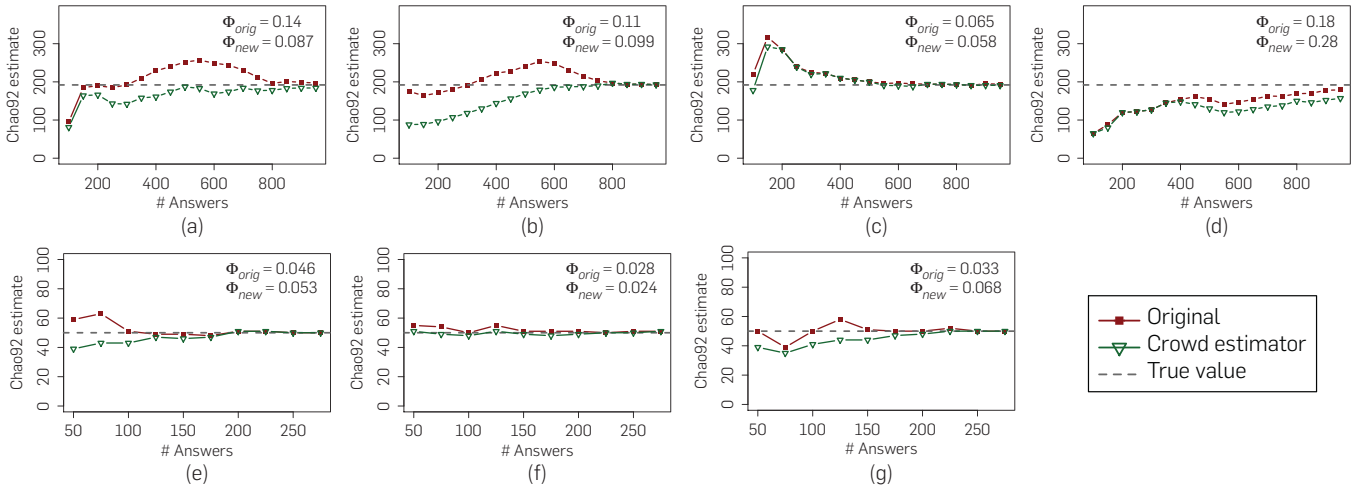 Φorig = 0.14
Φnew = 0.087
Chao92 estimate
0 100 200 300
200 400 600 800
# Answers
(a)
Φorig = 0.11
Φnew = 0.099
Chao92 estimate
0 100 200 300
200 400 600 800
# Answers
(b)
Φorig = 0.065
Φnew = 0.058
Chao92 estimate
0 100 200 300
200 400 600 800
# Answers
(c)
Φorig = 0.18
Φnew = 0.28
Chao92 estimate
0 100 200 300
200 400 600 800
# Answers
(d)
Φorig = 0.046
Φnew = 0.053
Chao92 estimate
0 20 40 60 80 100
50 100 150 200 250
# Answers
(e)
Φorig = 0.028
Φnew = 0.024
Chao92 estimate
0 20 40 60 80 100
50 100 150 200 250
# Answers
(f)
Φorig = 0.033
Φnew = 0.068
Chao92 estimate
0 20 40 60 80 100
50 100 150 200 250
# Answers
(g)
Original
Crowd estimator
True value